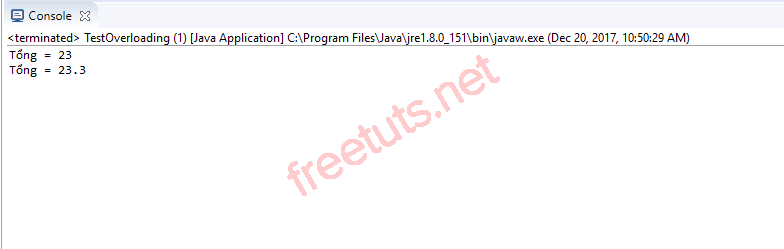 Console
<terminated> TestOverloading (1) [Java Application] C:\Program Files\Java\jre1.8.0_151\bin\javaw.exe (Dec 20, 2017, 10:50:29 AM)
Tổng = 23
Tổng = 23.3
freetuts.net